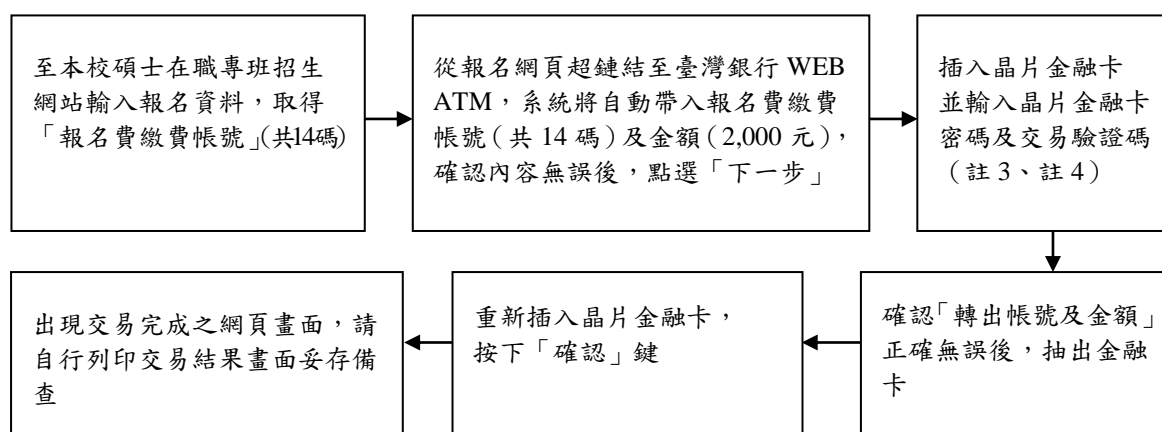 至本校碩士在職專班招生
網站輸入報名資料，取得
「報名費繳費帳號」(共14碼)
從報名網頁超鏈結至臺灣銀行 WEB
ATM，系統將自動帶入報名費繳費
帳號（共 14 碼）及金額（2,000 元），
確認內容無誤後，點選「下一步」
插入晶片金融卡
並輸入晶片金融卡
密碼及交易驗證碼
（註 3、註 4）
確認「轉出帳號及金額」
正確無誤後，抽出金融
卡
重新插入晶片金融卡，
按下「確認」鍵
出現交易完成之網頁畫面，請
自行列印交易結果畫面妥存備
查